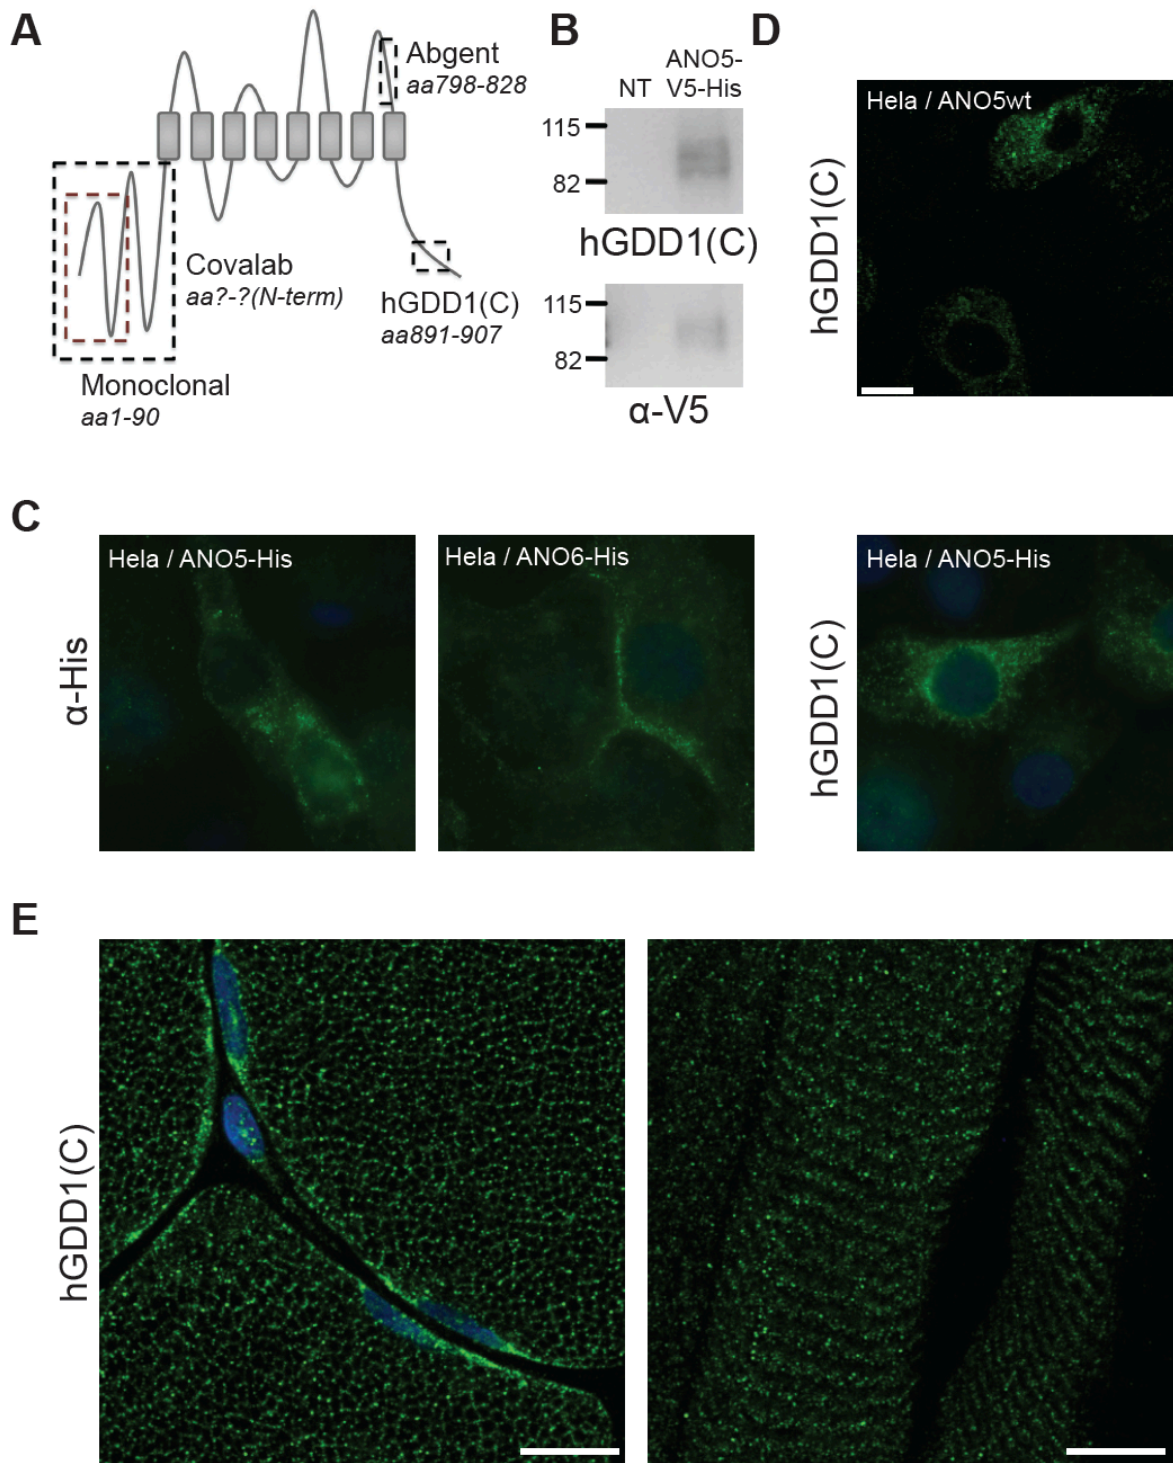 A
Abgent
aa798-828
Covalab
aa?-?(N-term)
hGDD1(C)
aa891-907
Monoclonal
aa1-90
B
ANO5-
NT V5-His
115
82
hGDD1(C)
115
82
α-V5
D
Hela / ANO5wt
hGDD1(C)
C
Hela / ANO5-His
α-His
Hela / ANO6-His
Hela / ANO5-His
hGDD1(C)
E
hGDD1(C)